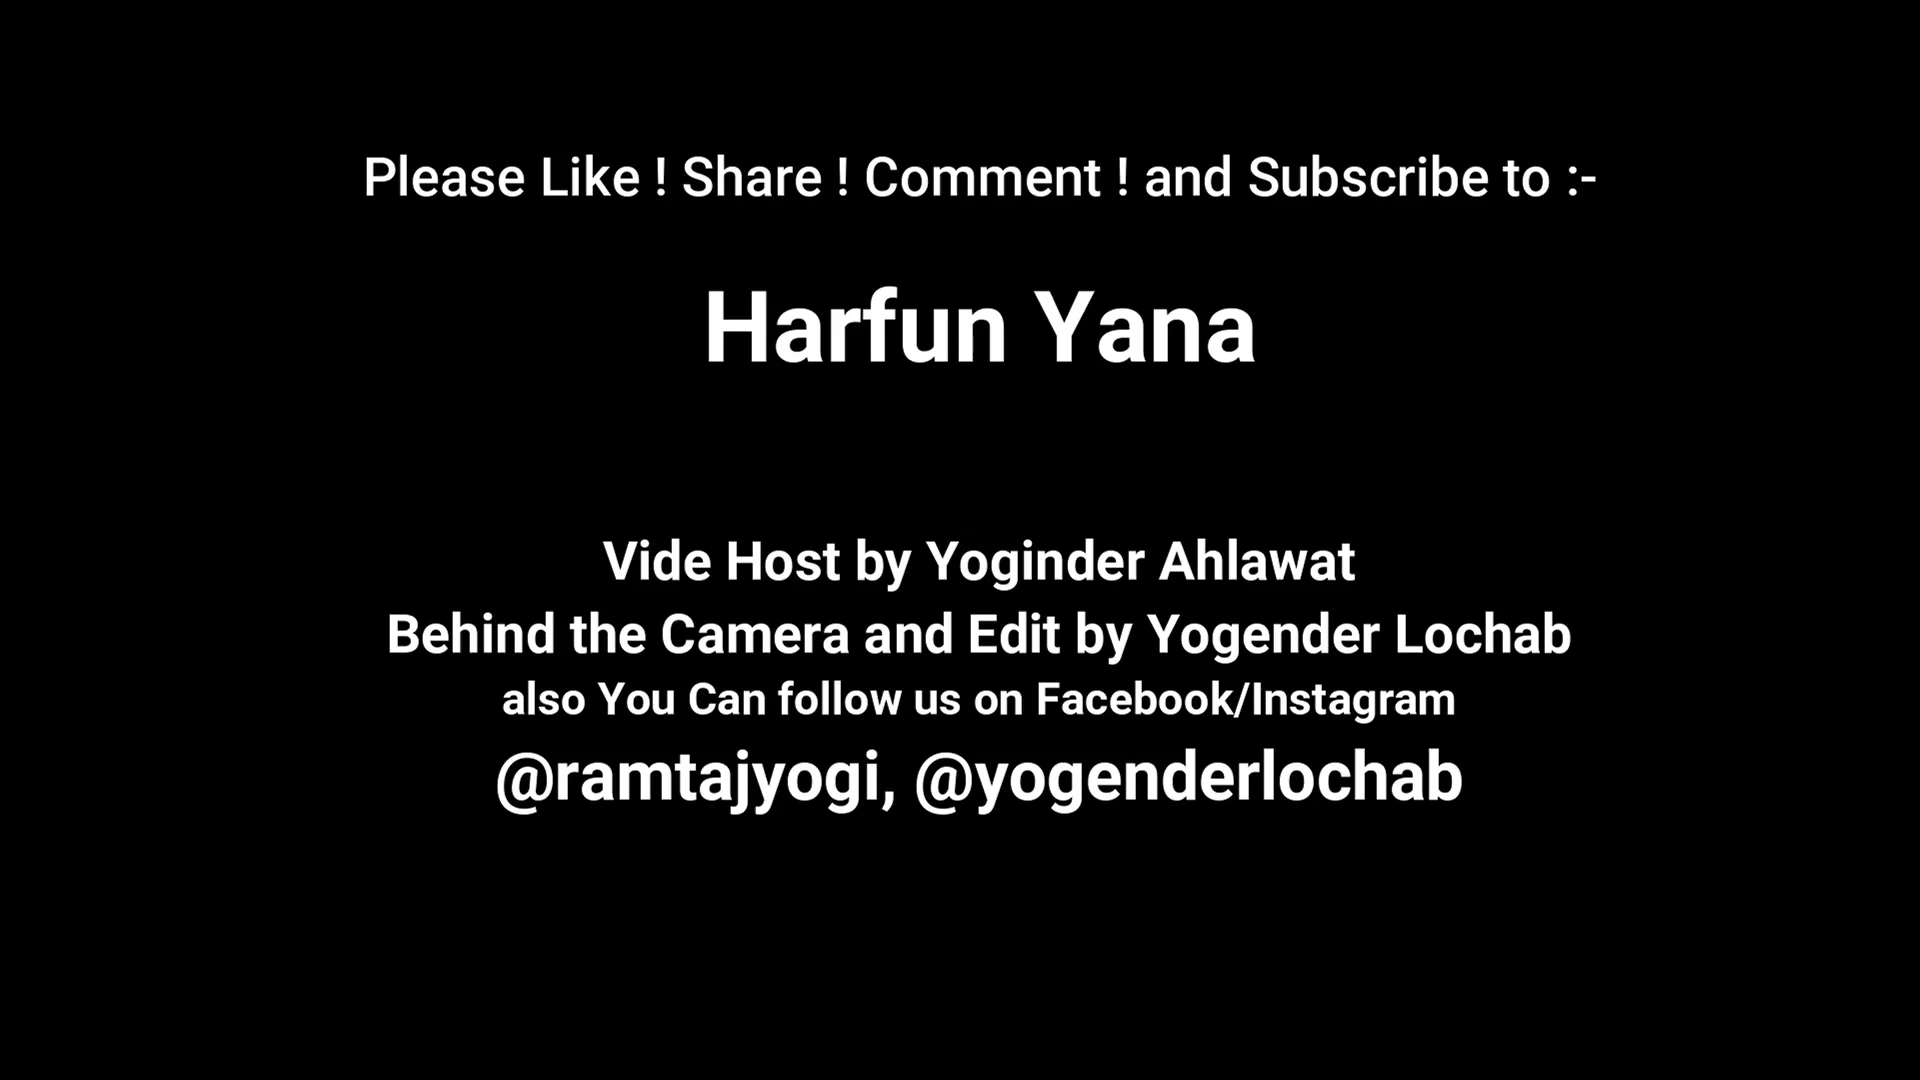 Please Like ! Share ! Comment ! and Subscribe to :-
Harfun Yana
Vide Host by Yoginder Ahlawat
Behind the Camera and Edit by Yogender Lochab
also You Can follow us on Facebook/Instagram
@ramtajyogi, @yogenderlochab